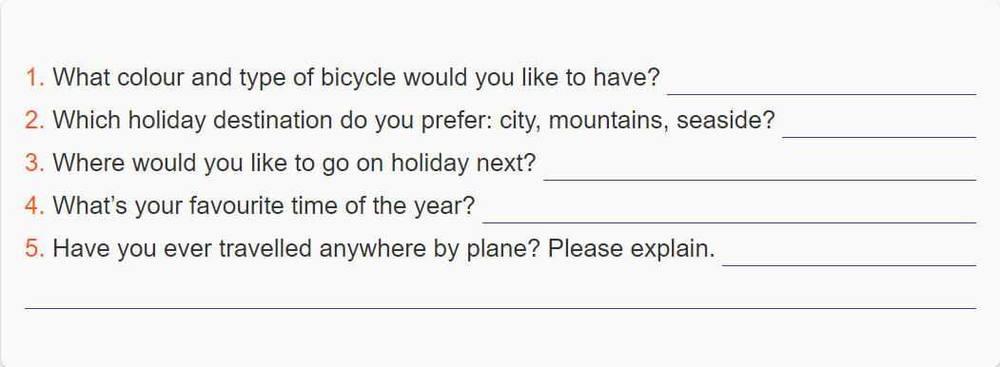 1. What colour and type of bicycle would you like to have?
2. Which holiday destination do you prefer: city, mountains, seaside?
3. Where would you like to go on holiday next?
4. What’s your favourite time of the year?
5. Have you ever travelled anywhere by plane? Please explain.